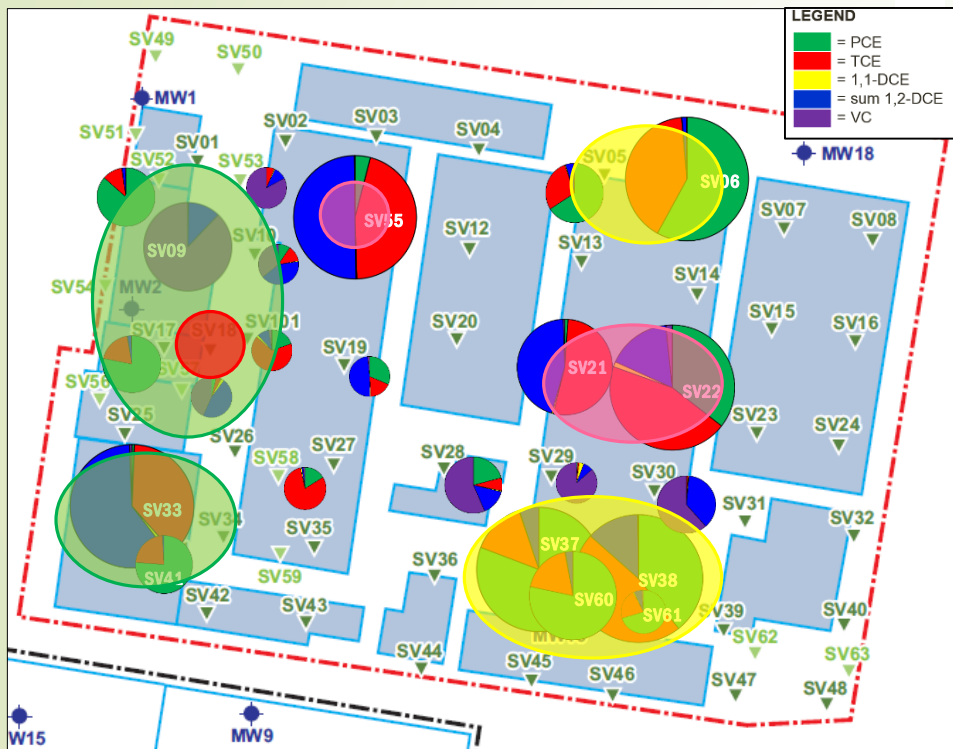 LEGEND
= PCE
= TCE
= 1,1-DCE
= sum 1,2-DCE
= VC
SV49
SV50
MW1
SV51
SV01
SV02
SV03
SV04
SV52
SV53
SV05
SV06
MW18
SV55
SV07
SV08
SV09
SV10
SV12
SV13
SV54
MW2
SV14
SV17
SV18
SV101
SV20
SV15
SV16
SV19
SV21
SV22
SV56
SV25
SV26
SV23
SV24
SV58
SV27
SV28
SV29
SV30
SV31
SV33
SV34
SV35
SV32
SV59
SV36
SV37
SV38
SV41
SV60
SV61
SV42
SV43
SV39
SV40
SV62
SV44
SV45
SV46
SV63
SV47
SV48
W15
MW9